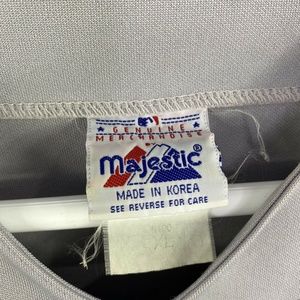 GENUINE
MERCHANDISE
Majestic®
MADE IN KOREA
SEE REVERSE FOR CARE